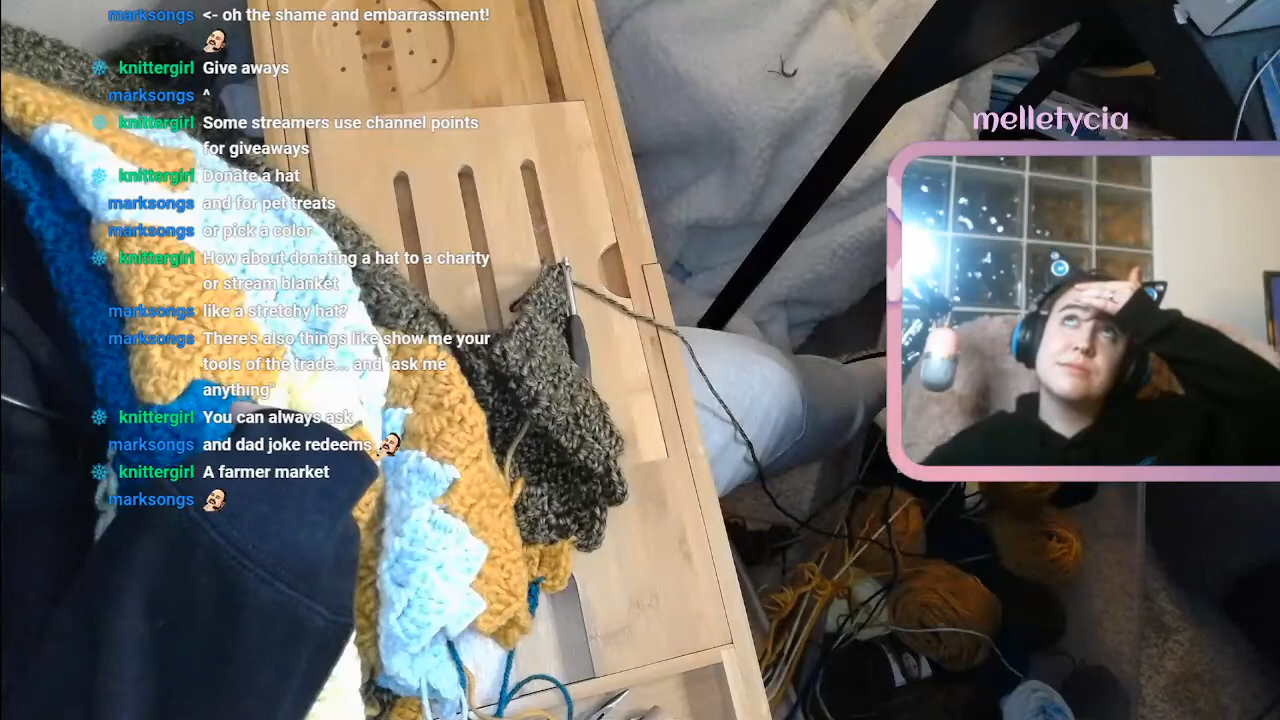 marksongs <- oh the shame and embarrassment!
knittergirl Give aways
marksongs ^
knittergirl Some streamers use channel points
for giveaways
knittergirl Donate a hat
marksongs and for pet treats
marksongs or pick a color
knittergirl How about donating a hat to a charity
or stream blanket
marksongs like a stretchy hat?
marksongs There's also things like show me your
tools of the trade... and "ask me
anything"
knittergirl You can always ask
marksongs and dad joke redeems
knittergirl A farmer market
marksongs
melletycia